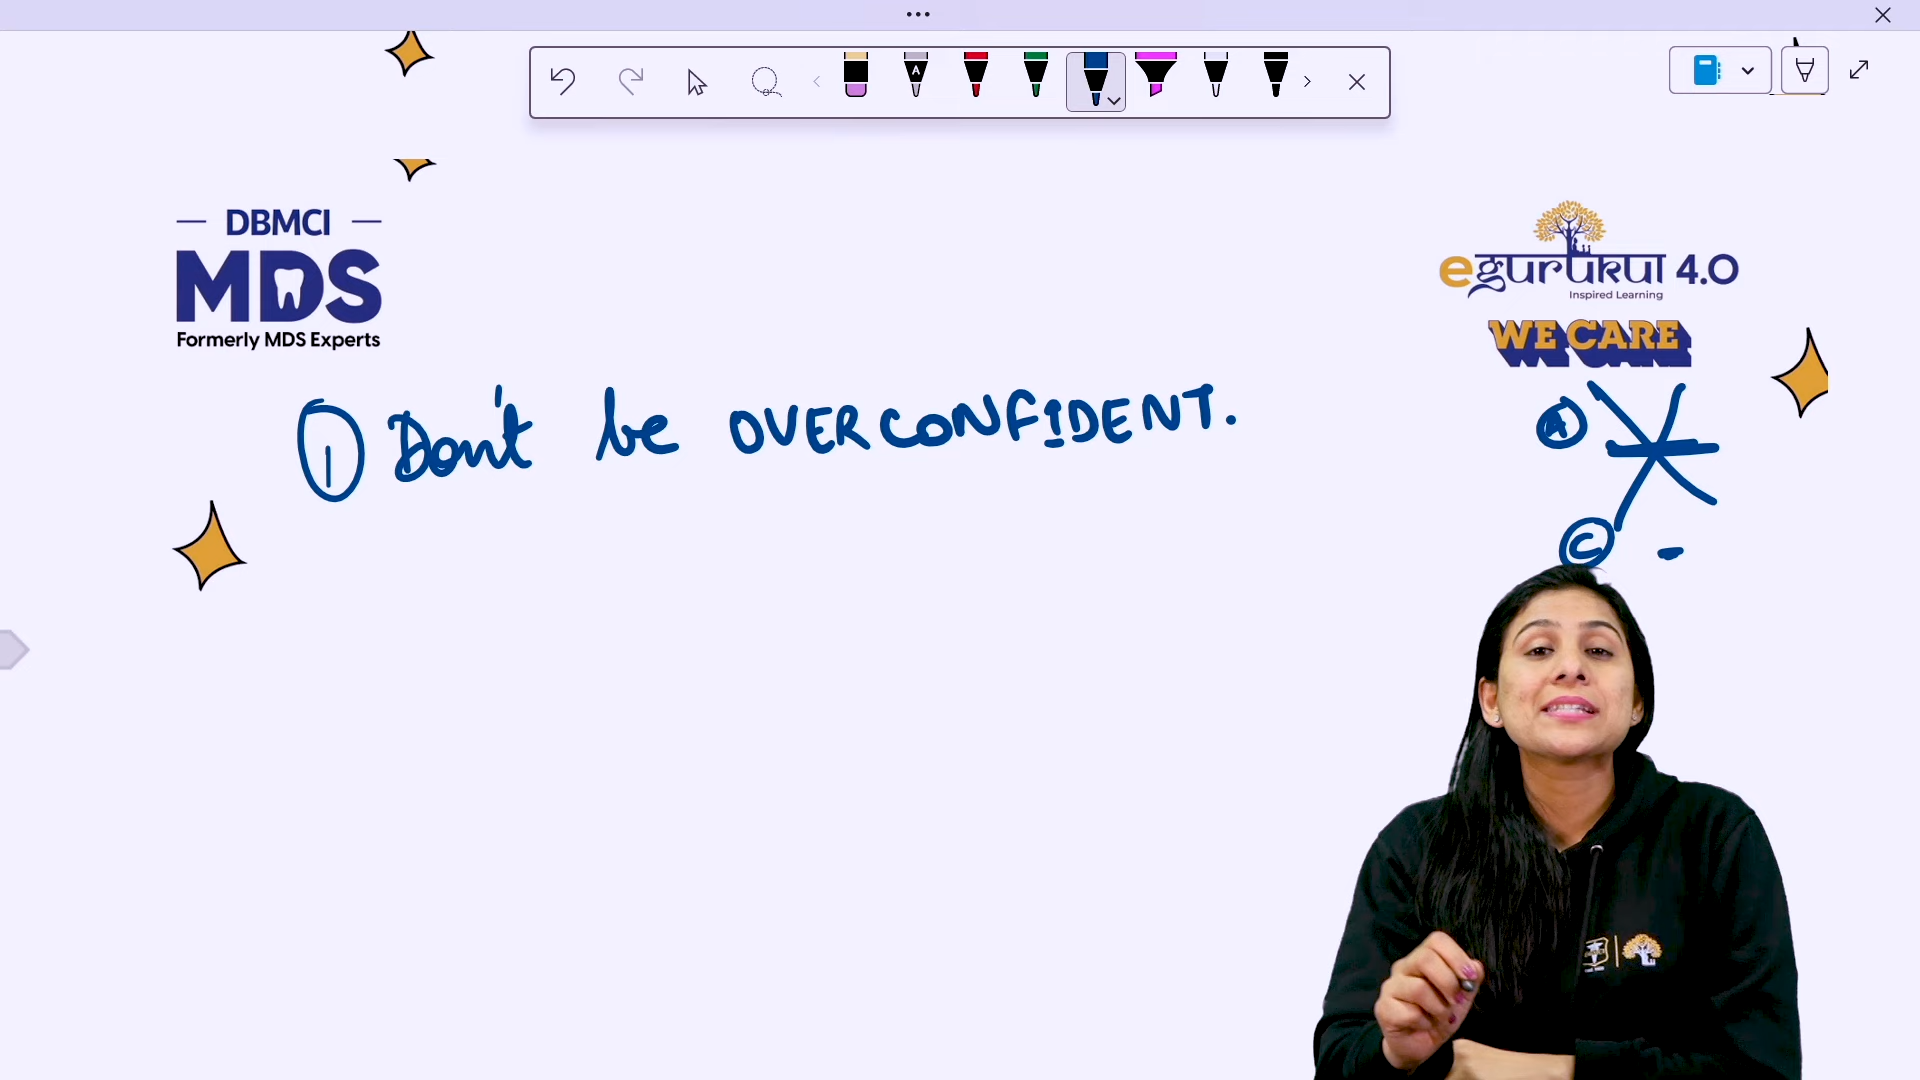 DBMCI
MDS
Formerly MDS Experts
eGurukul 4.0
Inspired Learning
WE CARE
① Don't be OVERCONFIDENT.
A
C -